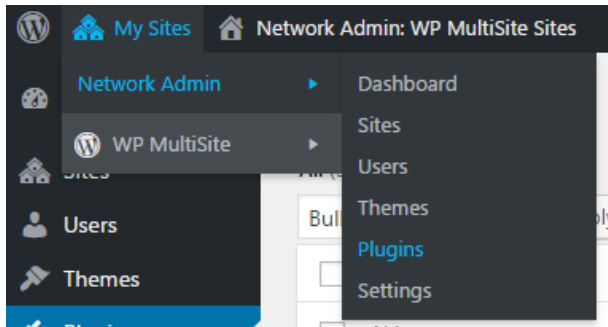 My Sites
Network Admin: WP MultiSite Sites
Network Admin
WP MultiSite
Dashboard
Sites
Users
Themes
Plugins
Settings
Sites
Users
Themes
Bul